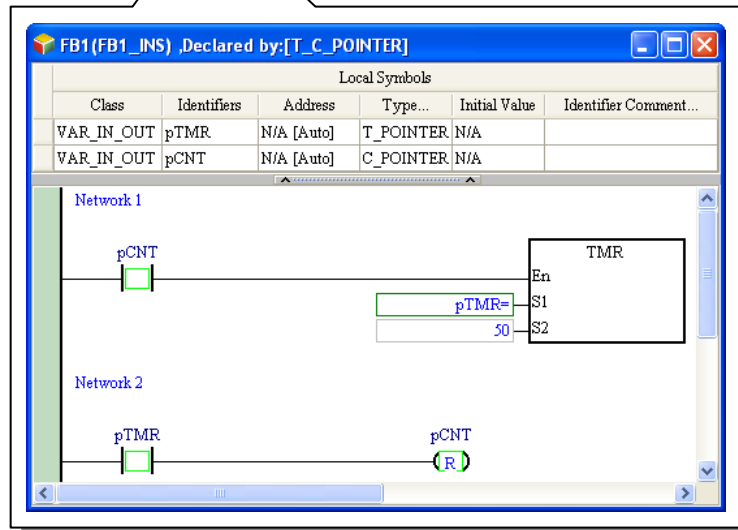 FB1(FB1_INS) ,Declared by:[T_C_POINTER]
Local Symbols
Class Identifiers Address Type... Initial Value Identifier Comment...
VAR_IN_OUT pTMR N/A [Auto] T_POINTER N/A
VAR_IN_OUT pCNT N/A [Auto] C_POINTER N/A
Network 1
pCNT
TMR
En
pTMR= S1
50 S2
Network 2
pTMR pCNT
R